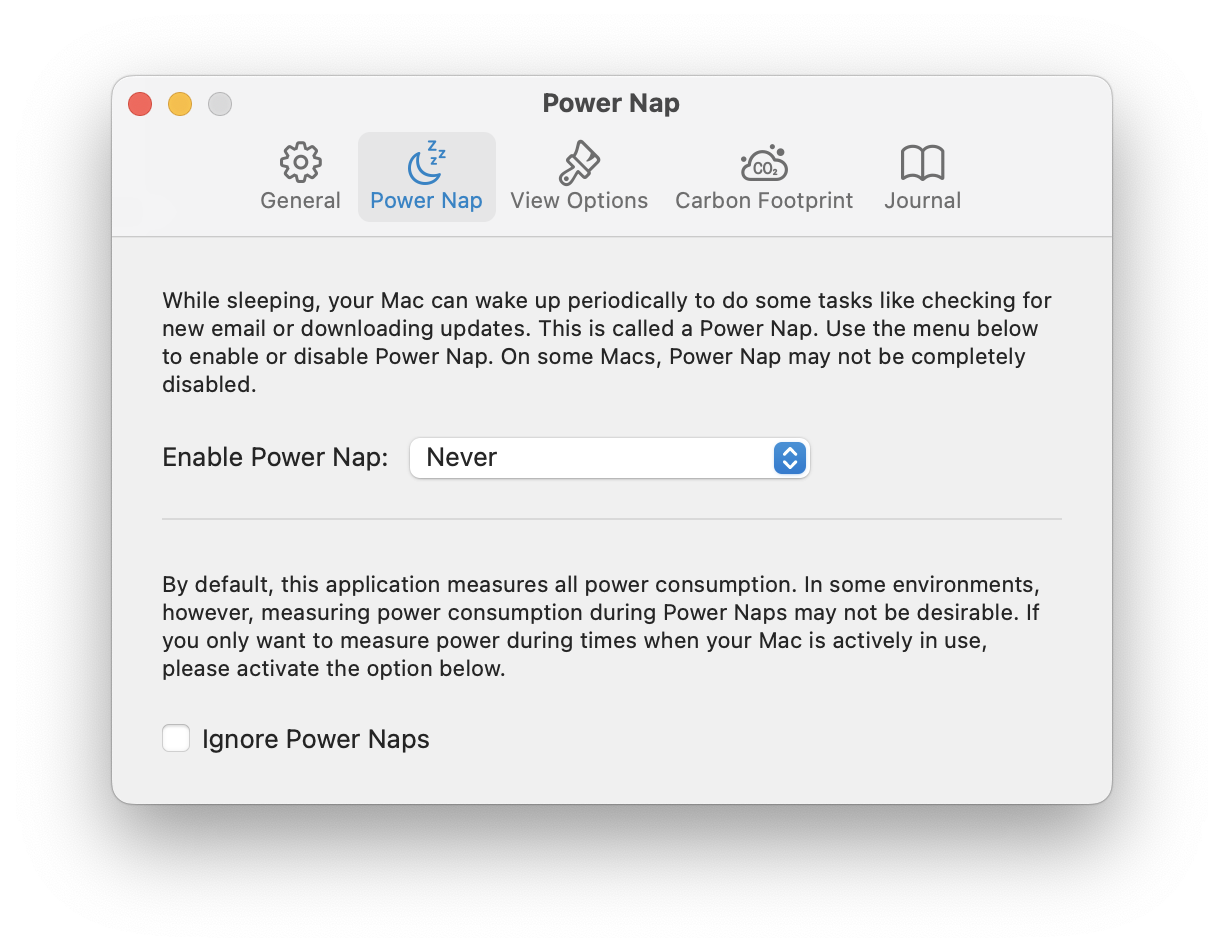 Power Nap
General
Power Nap
View Options
Carbon Footprint
Journal
While sleeping, your Mac can wake up periodically to do some tasks like checking for
new email or downloading updates. This is called a Power Nap. Use the menu below
to enable or disable Power Nap. On some Macs, Power Nap may not be completely
disabled.
Enable Power Nap:
Never
By default, this application measures all power consumption. In some environments,
however, measuring power consumption during Power Naps may not be desirable. If
you only want to measure power during times when your Mac is actively in use,
please activate the option below.
Ignore Power Naps
z
z
z
CO₂